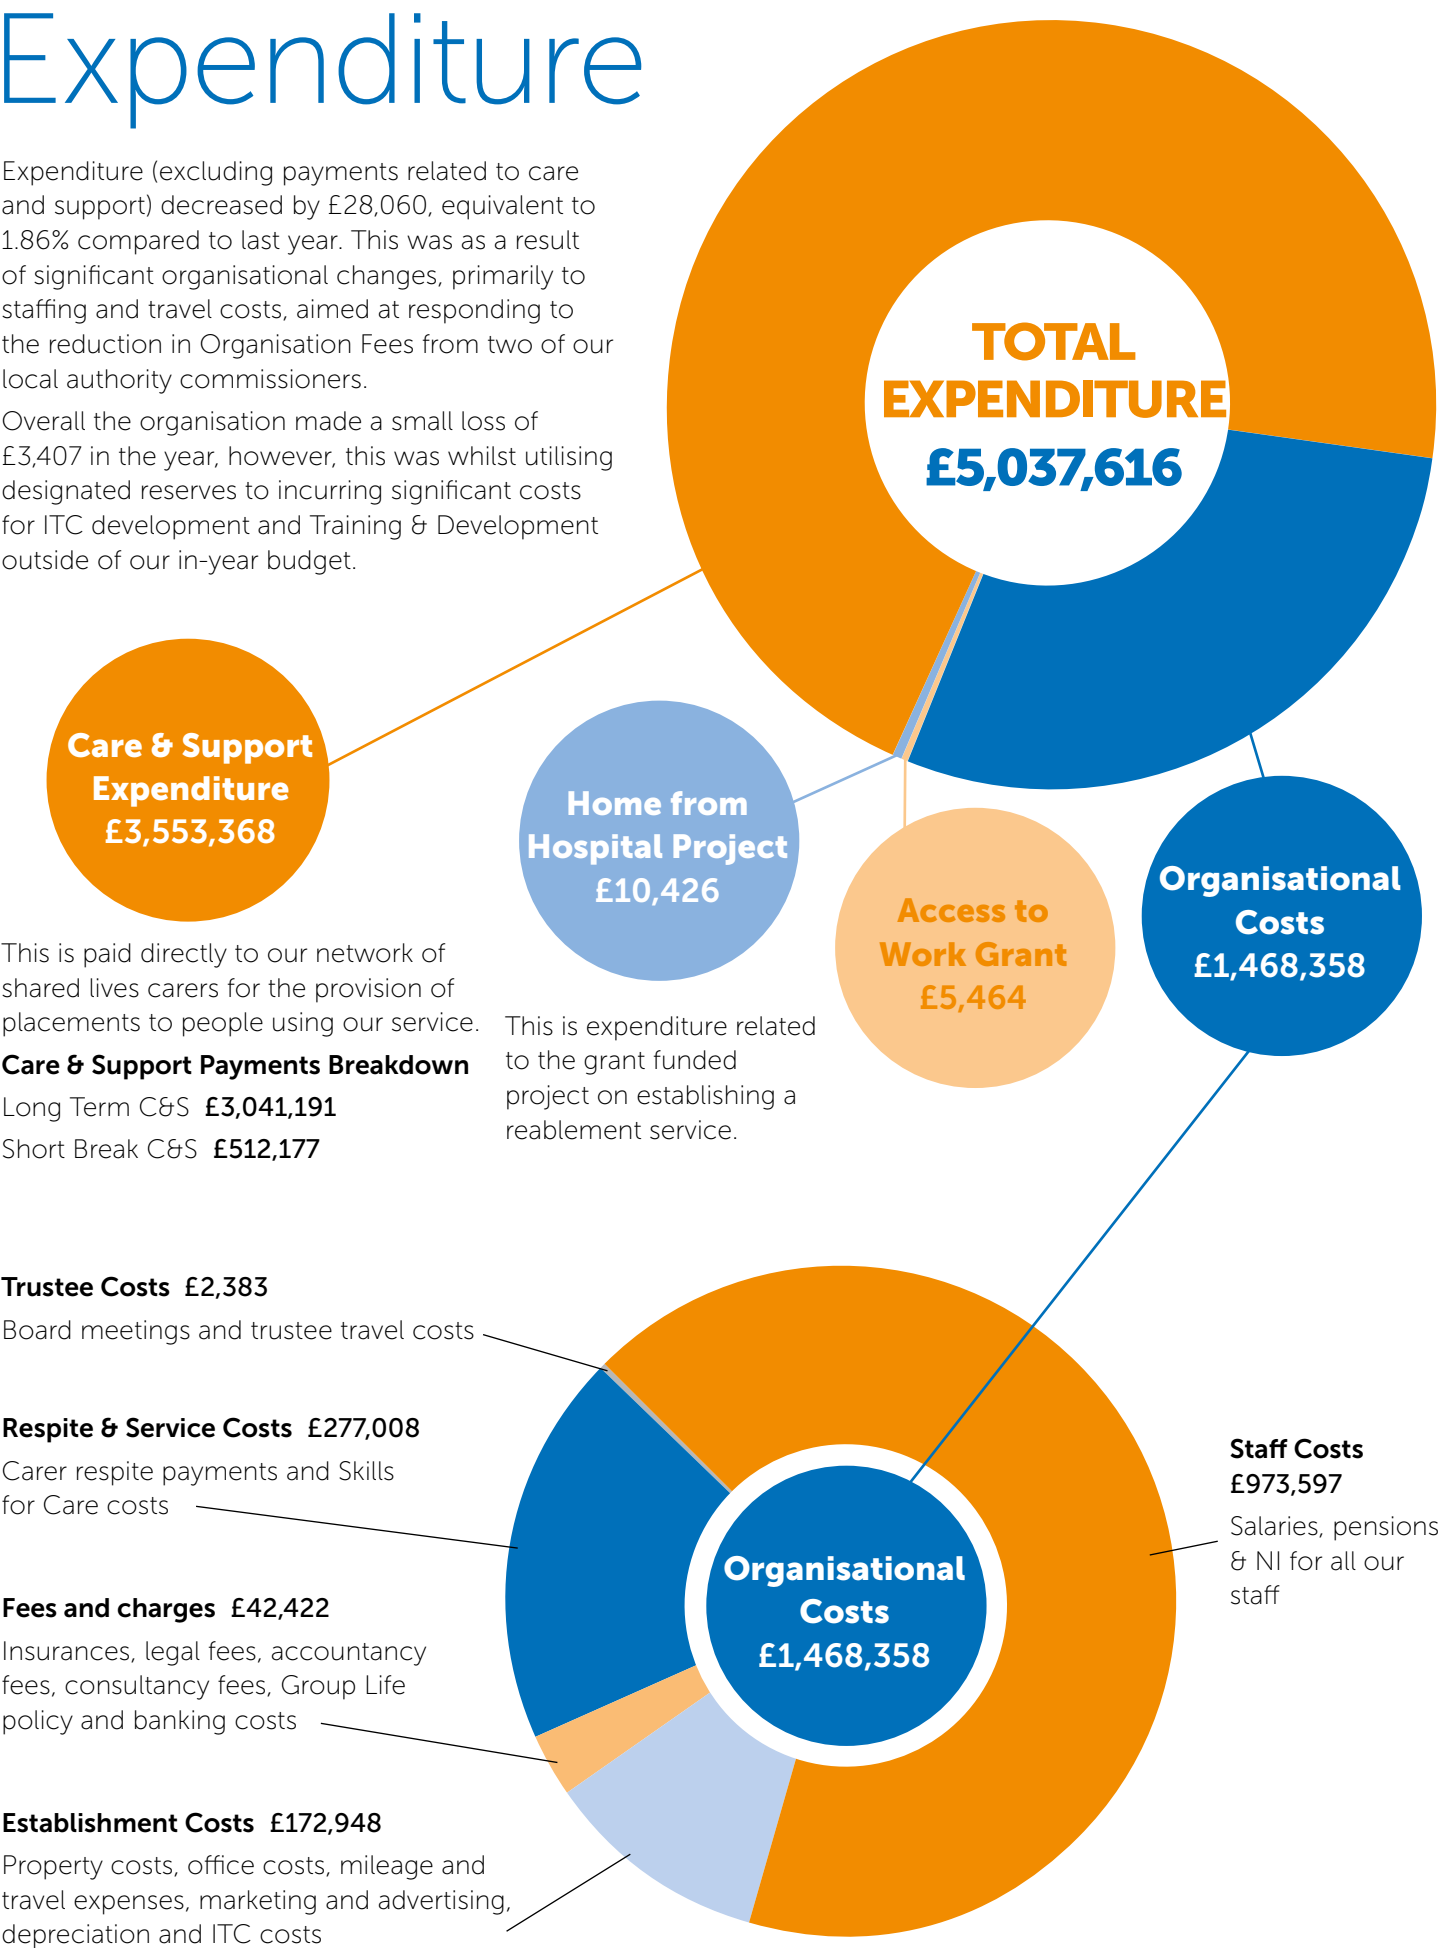 Expenditure
Expenditure (excluding payments related to care
and support) decreased by £28,060, equivalent to
1.86% compared to last year. This was as a result
of significant organisational changes, primarily to
staffing and travel costs, aimed at responding to
the reduction in Organisation Fees from two of our
local authority commissioners.
Overall the organisation made a small loss of
£3,407 in the year, however, this was whilst utilising
designated reserves to incurring significant costs
for ITC development and Training & Development
outside of our in-year budget.
TOTAL
EXPENDITURE
£5,037,616
Care & Support
Expenditure
£3,553,368
This is paid directly to our network of
shared lives carers for the provision of
placements to people using our service.
Care & Support Payments Breakdown
Long Term C&S £3,041,191
Short Break C&S £512,177
Home from
Hospital Project
£10,426
This is expenditure related
to the grant funded
project on establishing a
reablement service.
Access to
Work Grant
£5,464
Organisational
Costs
£1,468,358
Trustee Costs £2,383
Board meetings and trustee travel costs
Respite & Service Costs £277,008
Carer respite payments and Skills
for Care costs
Fees and charges £42,422
Insurances, legal fees, accountancy
fees, consultancy fees, Group Life
policy and banking costs
Establishment Costs £172,948
Property costs, office costs, mileage and
travel expenses, marketing and advertising,
depreciation and ITC costs
Organisational
Costs
£1,468,358
Staff Costs
£973,597
Salaries, pensions
& NI for all our
staff